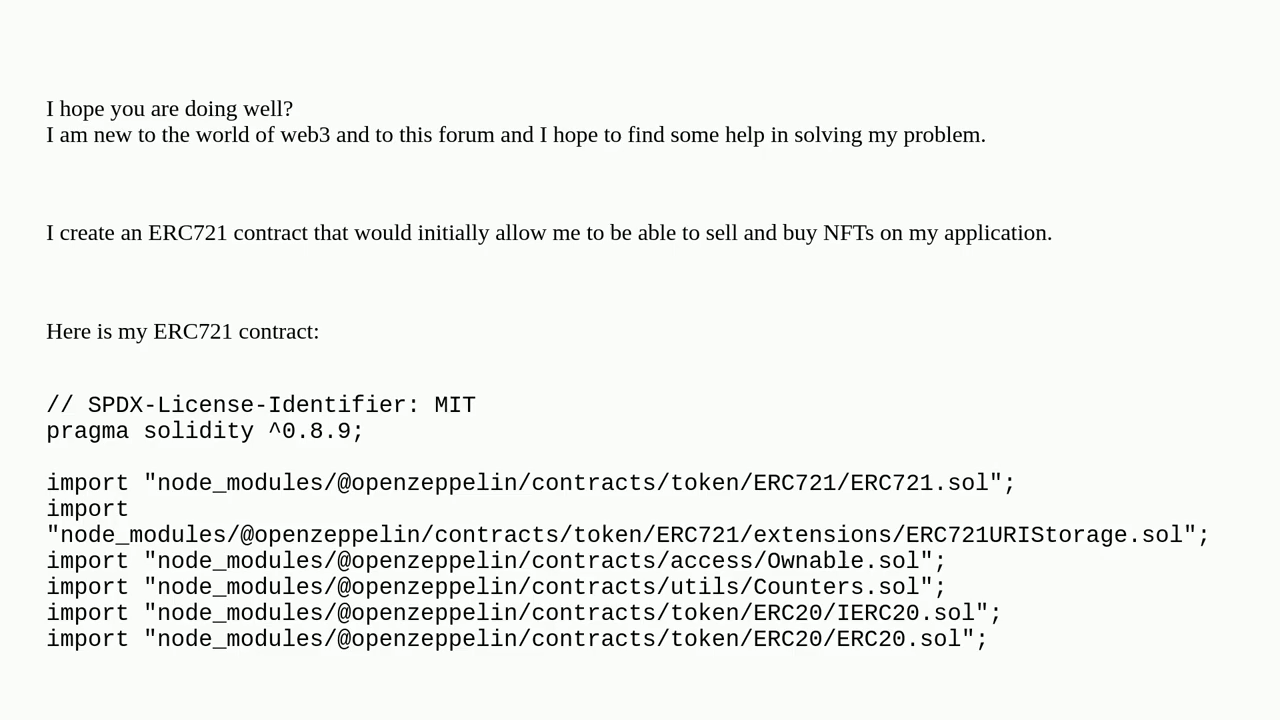 I hope you are doing well?
I am new to the world of web3 and to this forum and I hope to find some help in solving my problem.
I create an ERC721 contract that would initially allow me to be able to sell and buy NFTs on my application.
Here is my ERC721 contract:
// SPDX-License-Identifier: MIT
pragma solidity ^0.8.9;
import "node_modules/@openzeppelin/contracts/token/ERC721/ERC721.sol";
import
"node_modules/@openzeppelin/contracts/token/ERC721/extensions/ERC721URIStorage.sol";
import "node_modules/@openzeppelin/contracts/access/Ownable.sol";
import "node_modules/@openzeppelin/contracts/utils/Counters.sol";
import "node_modules/@openzeppelin/contracts/token/ERC20/IERC20.sol";
import "node_modules/@openzeppelin/contracts/token/ERC20/ERC20.sol";